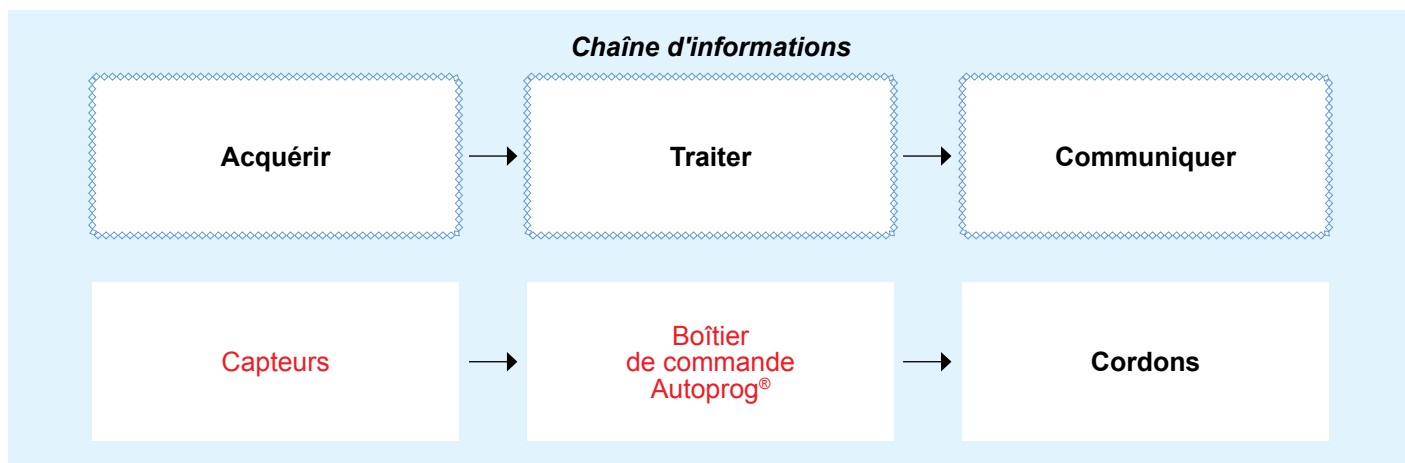 Chaîne d'informations
Acquérir
Traiter
Communiquer
Capteurs
Boîtier
de commande
Autoprog®
Cordons